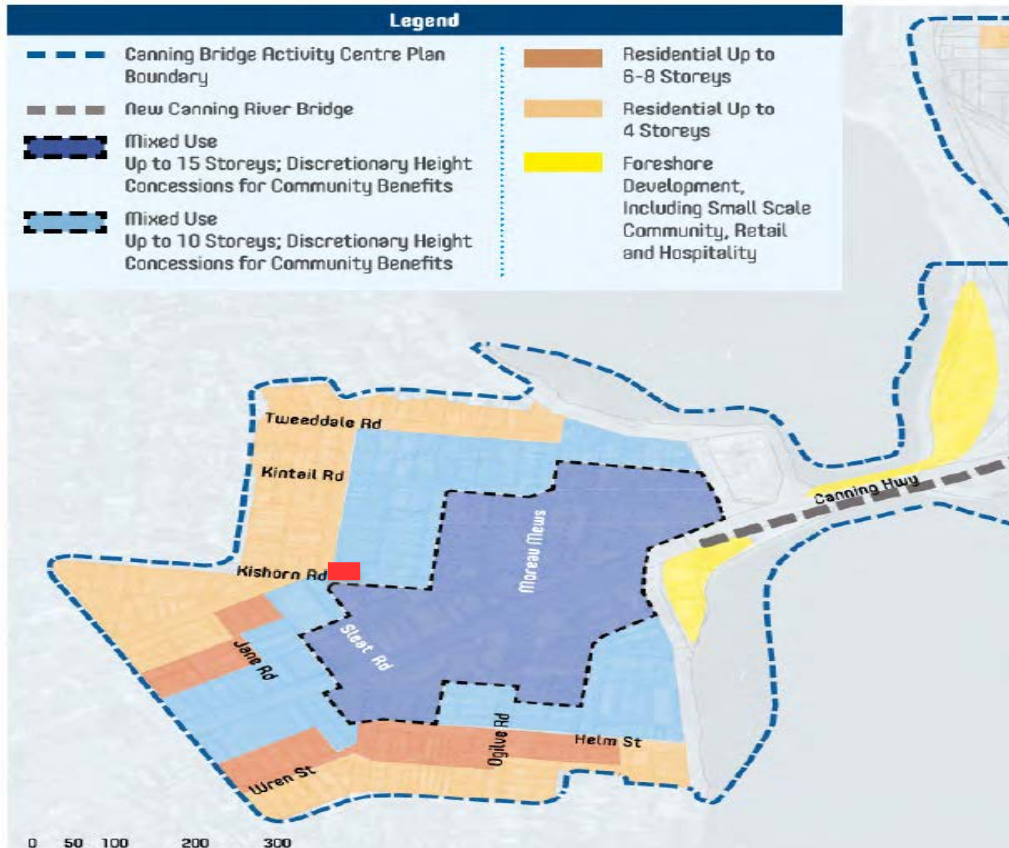 Legend
Canning Bridge Activity Centre Plan
Boundary
New Canning River Bridge
Mixed Use
Up to 15 Storeys; Discretionary Height
Concessions for Community Benefits
Mixed Use
Up to 10 Storeys; Discretionary Height
Concessions for Community Benefits
Residential Up to
6-8 Storeys
Residential Up to
4 Storeys
Foreshore
Development,
Including Small Scale
Community, Retail
and Hospitality
Tweeddale Rd
Kintail Rd
Canning Hwy
Moreau Mews
Kishorn Rd
Sleat Rd
Jane Rd
Ogilve Rd
Helm St
Wren St
0 50 100 200 300